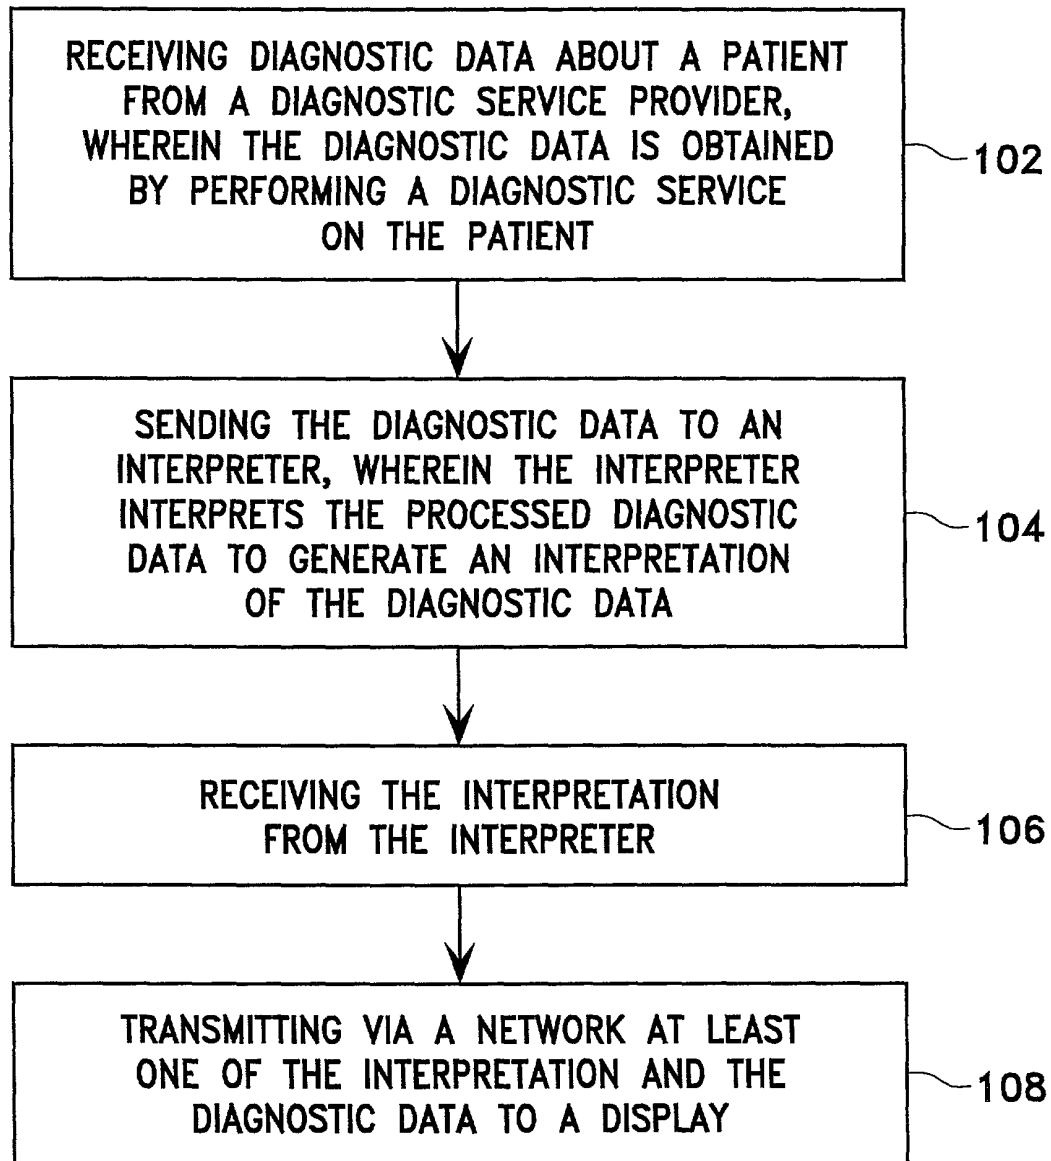 RECEIVING DIAGNOSTIC DATA ABOUT A PATIENT
FROM A DIAGNOSTIC SERVICE PROVIDER,
WHEREIN THE DIAGNOSTIC DATA IS OBTAINED
BY PERFORMING A DIAGNOSTIC SERVICE
ON THE PATIENT
102
SENDING THE DIAGNOSTIC DATA TO AN
INTERPRETER, WHEREIN THE INTERPRETER
INTERPRETS THE PROCESSED DIAGNOSTIC
DATA TO GENERATE AN INTERPRETATION
OF THE DIAGNOSTIC DATA
104
RECEIVING THE INTERPRETATION
FROM THE INTERPRETER
106
TRANSMITTING VIA A NETWORK AT LEAST
ONE OF THE INTERPRETATION AND THE
DIAGNOSTIC DATA TO A DISPLAY
108